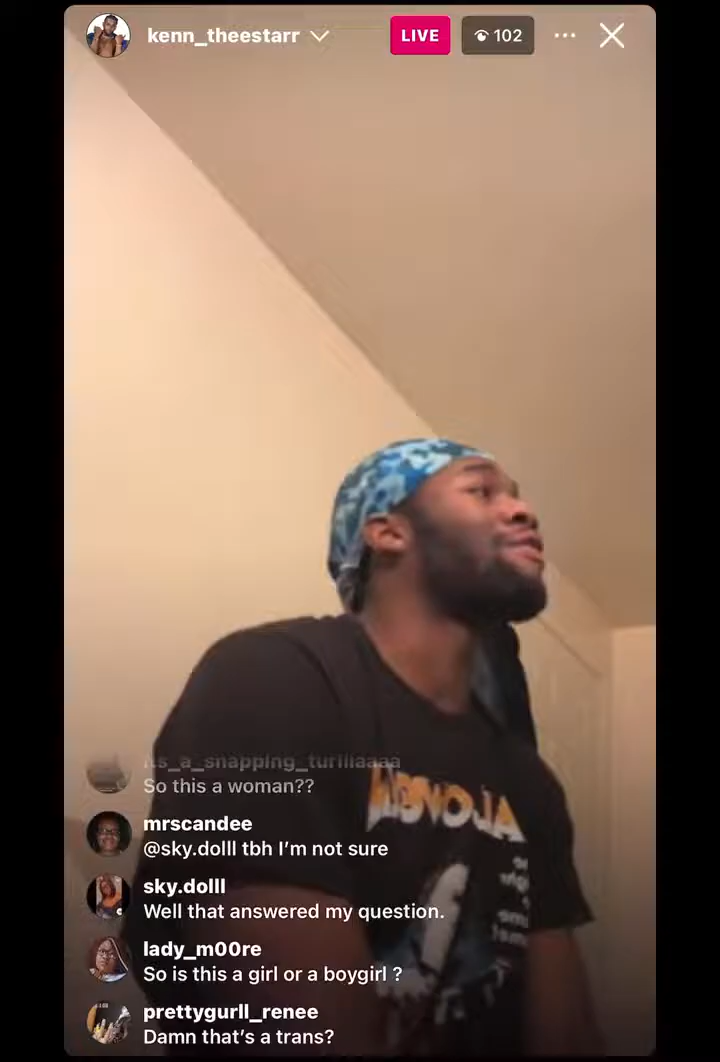 kenn_theestarr
LIVE
102
its_a_snapping_turlllaaaa
So this a woman??
mrscandee
@sky.dolll tbh I’m not sure
sky.dolll
Well that answered my question.
lady_m00re
So is this a girl or a boygirl ?
prettygurll_renee
Damn that’s a trans?